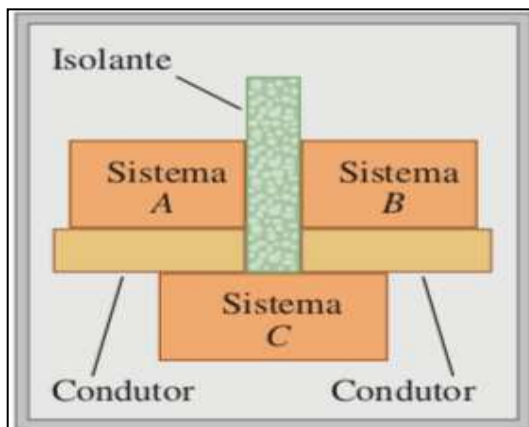 Isolante
Sistema
A
Sistema
B
Sistema
C
Condutor
Condutor